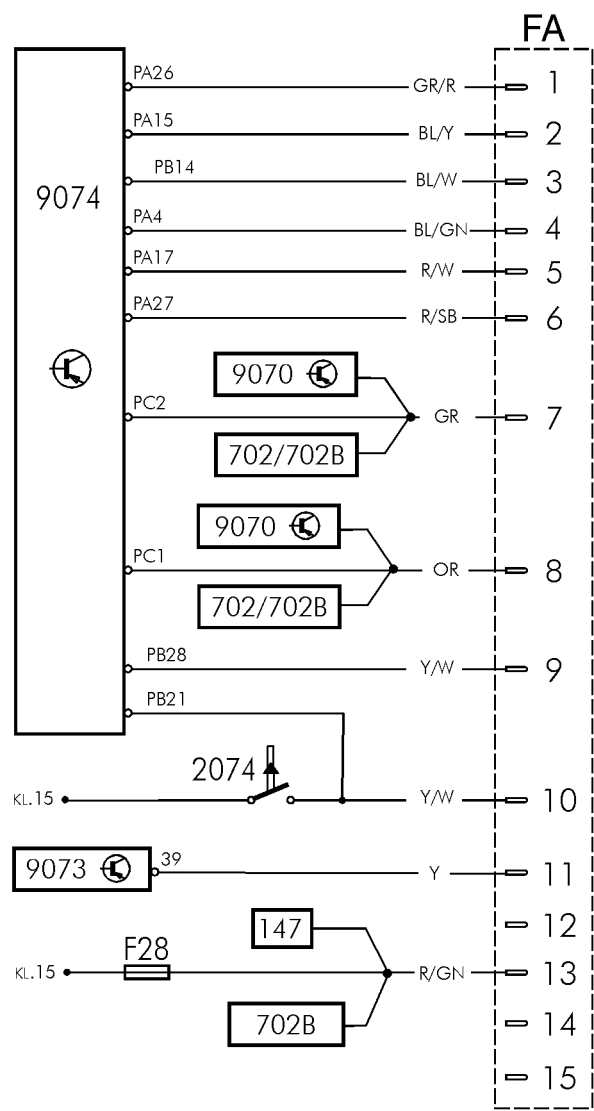 FA
PA26 GR/R 1
PA15 BL/Y 2
PB14 BL/W 3
9074
PA4 BL/GN 4
PA17 R/W 5
PA27 R/SB 6
9070
PC2 GR 7
702/702B
9070
PC1 OR 8
702/702B
PB28 Y/W 9
PB21
2074
KL.15 Y/W 10
9073 39 Y 11
147 12
F28
KL.15 R/GN 13
702B 14
15